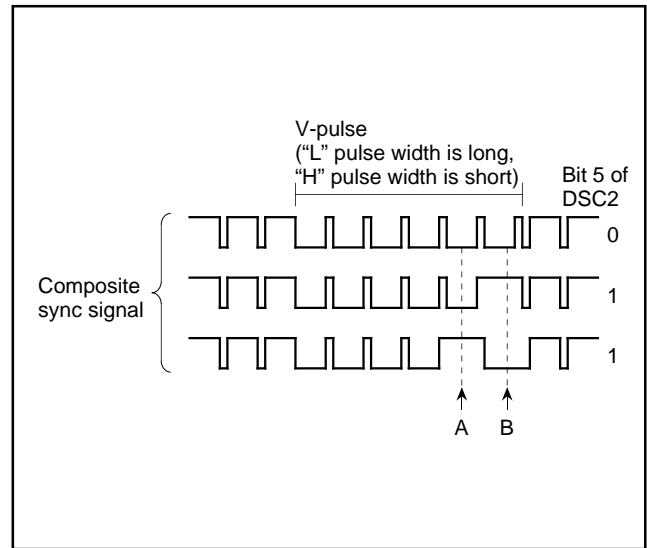 V-pulse
(“L” pulse width is long,
“H” pulse width is short)
Bit 5 of
DSC2
0
Composite
sync signal
1
1
A
B